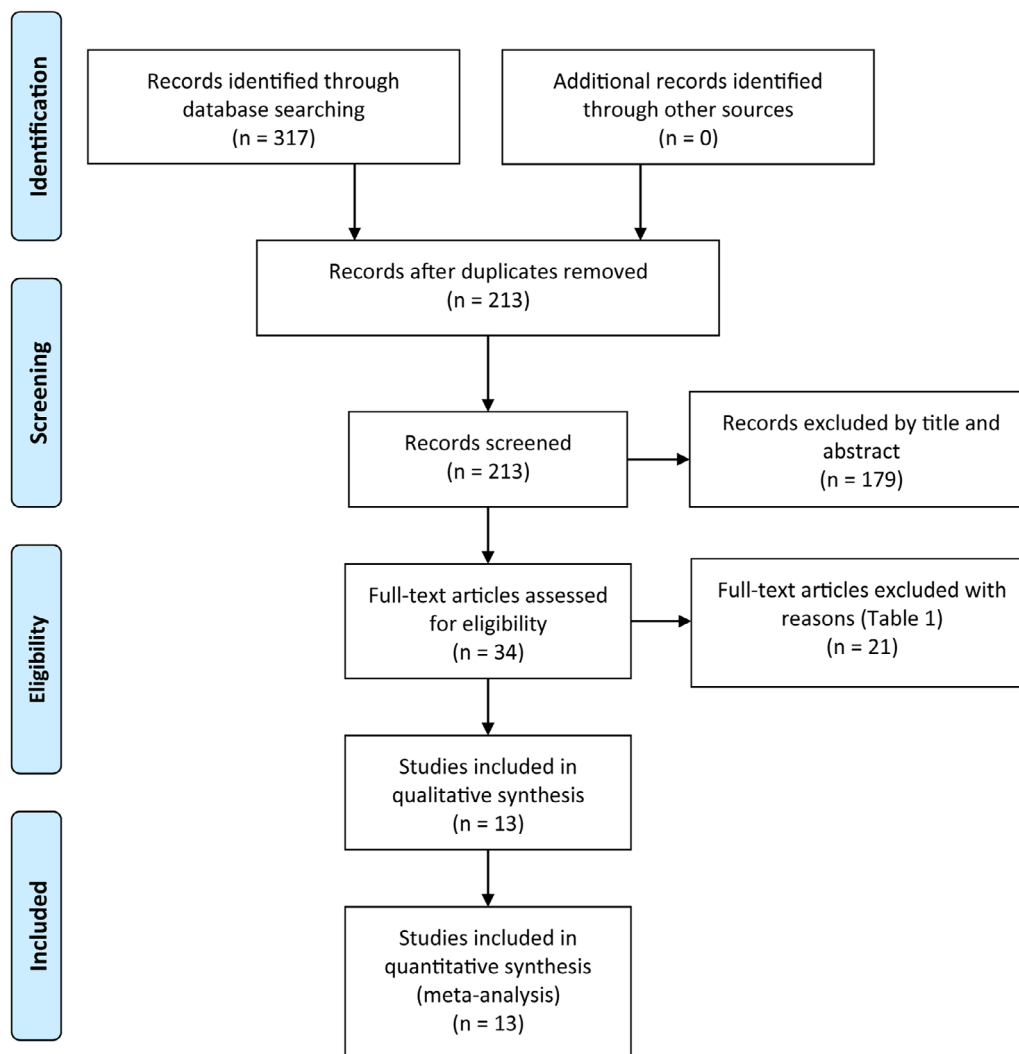 Identification
Records identified through
database searching
(n = 317)
Additional records identified
through other sources
(n = 0)
Records after duplicates removed
(n = 213)
Screening
Records screened
(n = 213)
Records excluded by title and
abstract
(n = 179)
Eligibility
Full-text articles assessed
for eligibility
(n = 34)
Full-text articles excluded with
reasons (Table 1)
(n = 21)
Studies included in
qualitative synthesis
(n = 13)
Included
Studies included in
quantitative synthesis
(meta-analysis)
(n = 13)